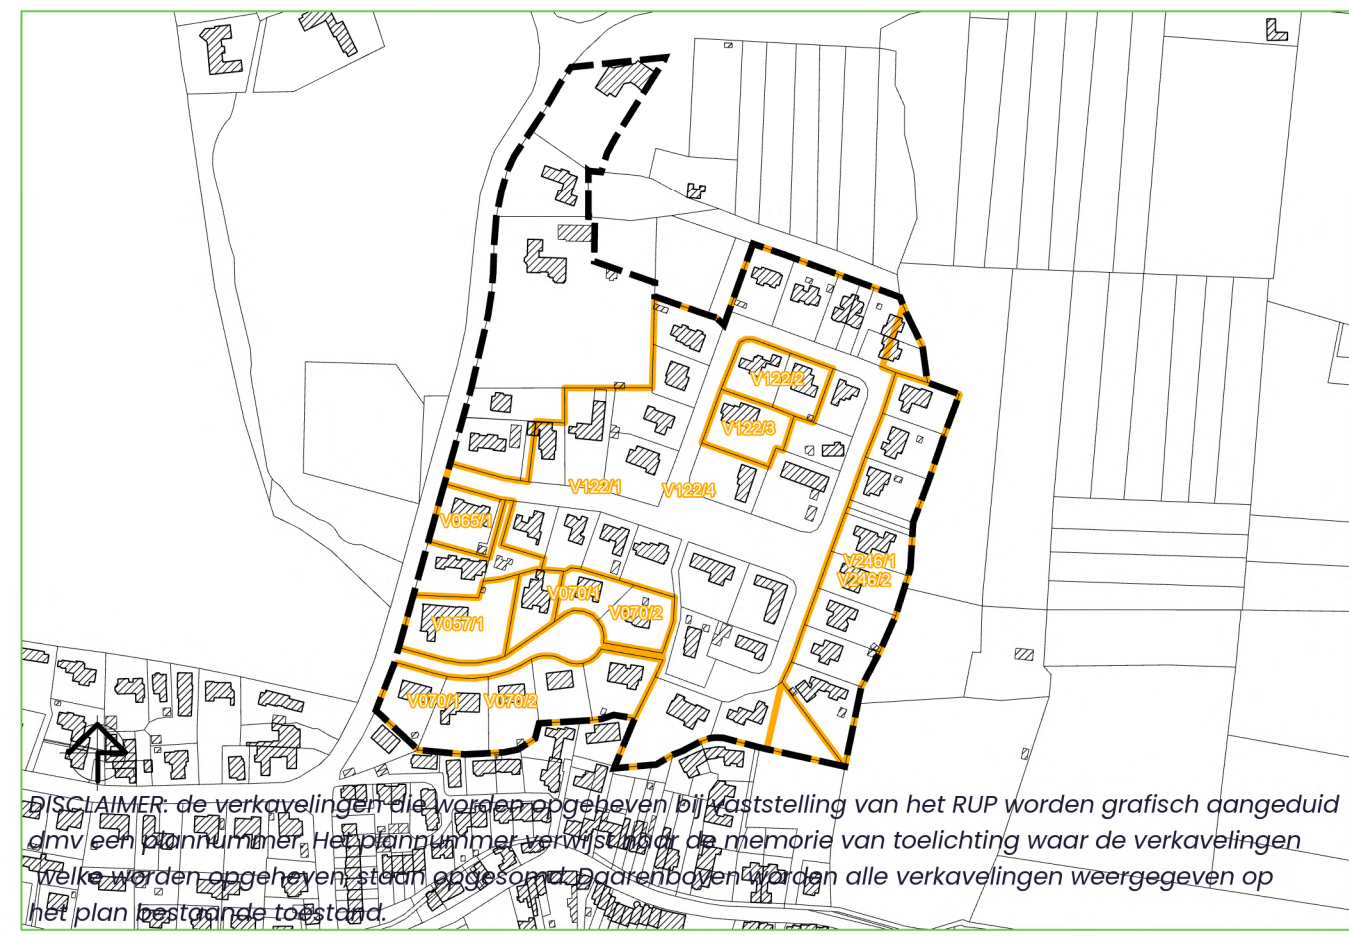 V122/2
V122/3
V122/1
V122/4
V065/1
V246/1
V246/2
V070/1
V070/2
V057/1
V070/1
V070/2
DISCLAIMER: de verkavelingen die worden opgeheven bij vaststelling van het RUP worden grafisch aangeduid
dmv een plannummer. Het plannummer verwijst naar de memorie van toelichting waar de verkavelingen
welke worden opgeheven, staan opgesomd. Daarenboven worden alle verkavelingen weergegeven op
het plan bestaande toestand.